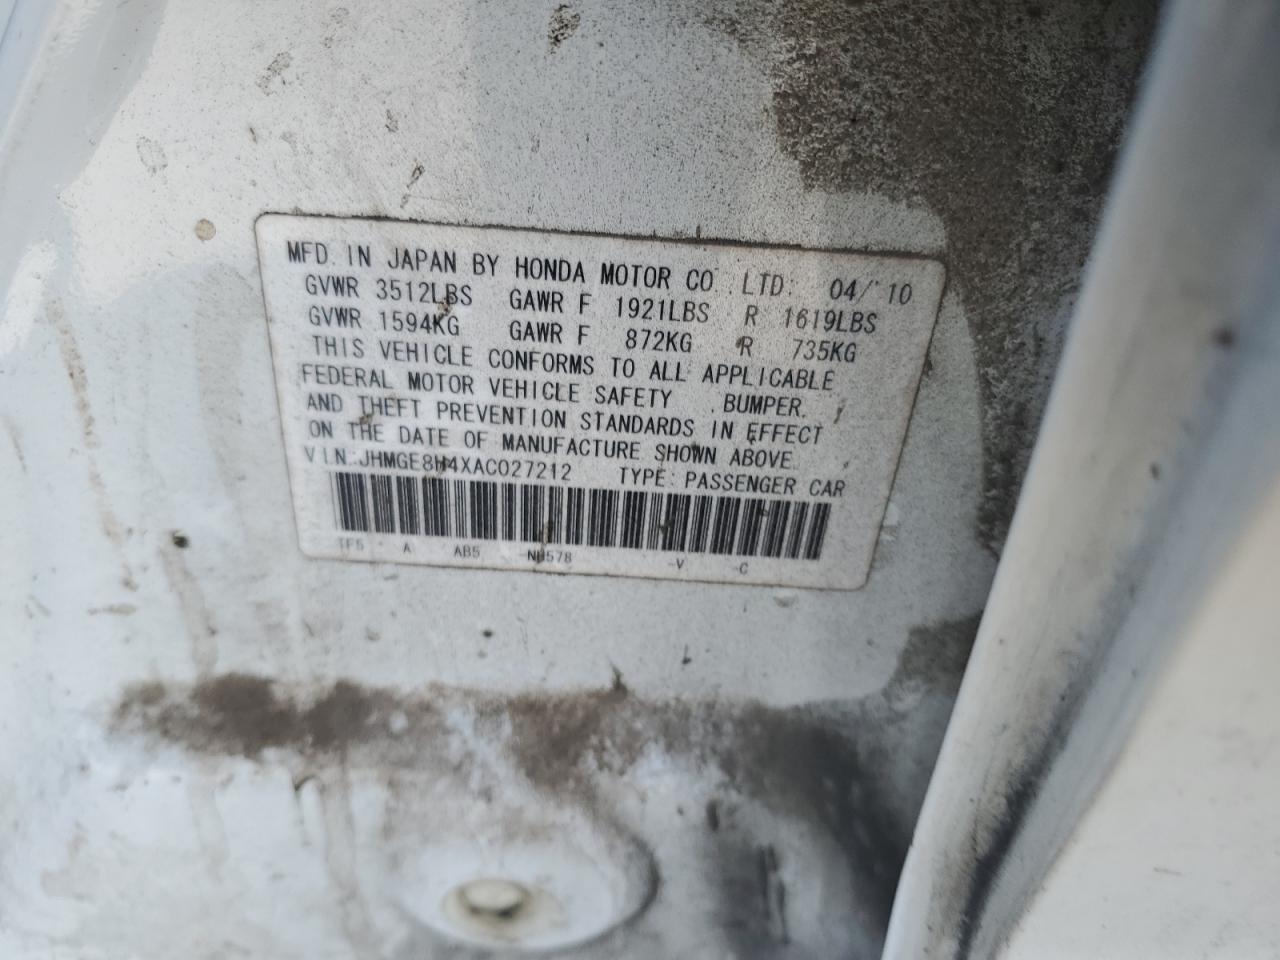 MFD. IN JAPAN BY HONDA MOTOR CO. LTD: 04/'10
GVWR 3512LBS GAWR F 1921LBS R 1619LBS
GVWR 1594KG GAWR F 872KG R 735KG
THIS VEHICLE CONFORMS TO ALL APPLICABLE
FEDERAL MOTOR VEHICLE SAFETY, BUMPER,
AND THEFT PREVENTION STANDARDS IN EFFECT
ON THE DATE OF MANUFACTURE SHOWN ABOVE.
VIN:JHMGE8H4XAC027212 TYPE: PASSENGER CAR
TF5 - A AB5 -NH578 -V -C